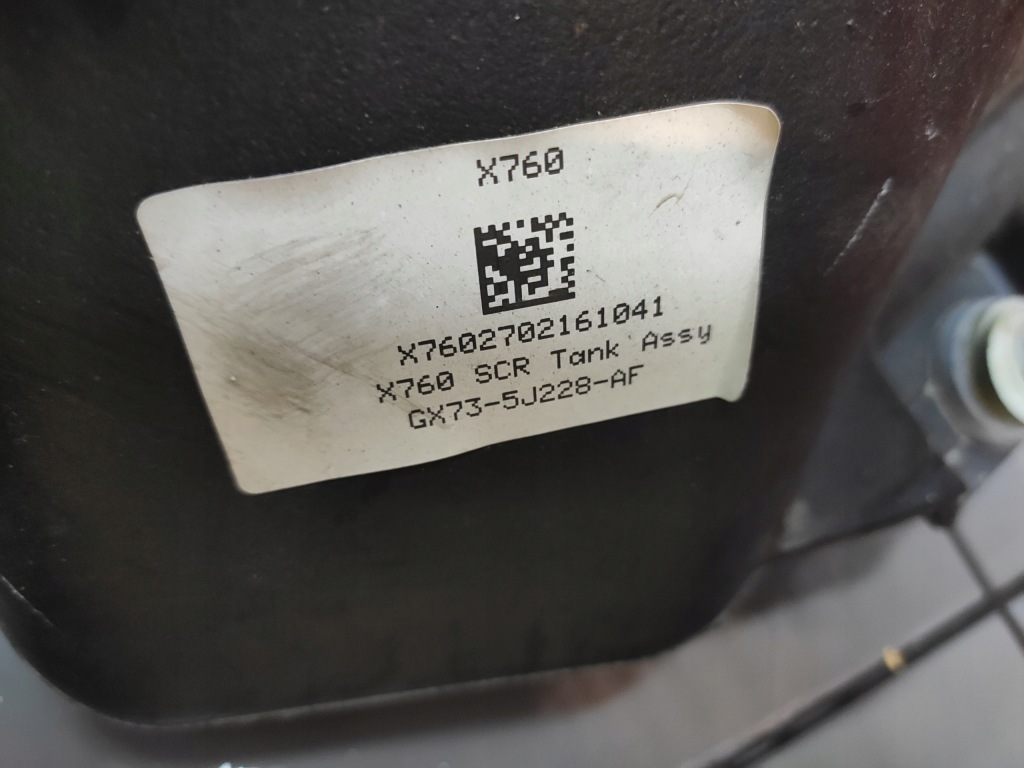 X760
X7602702161041
X760 SCR Tank Assy
GX73-5J228-AF